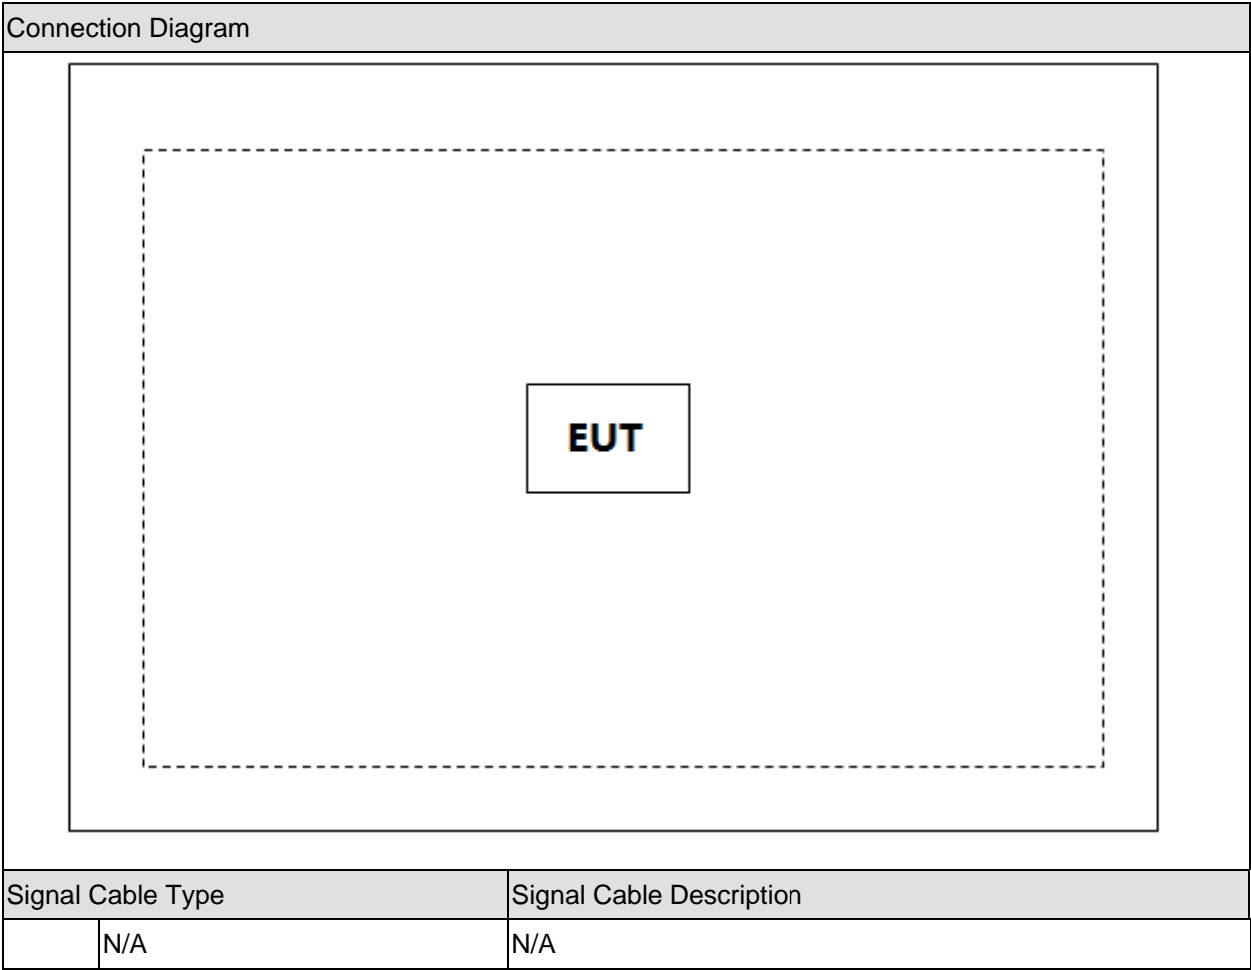 Connection Diagram
EUT
Signal Cable Type Signal Cable Description
N/A N/A